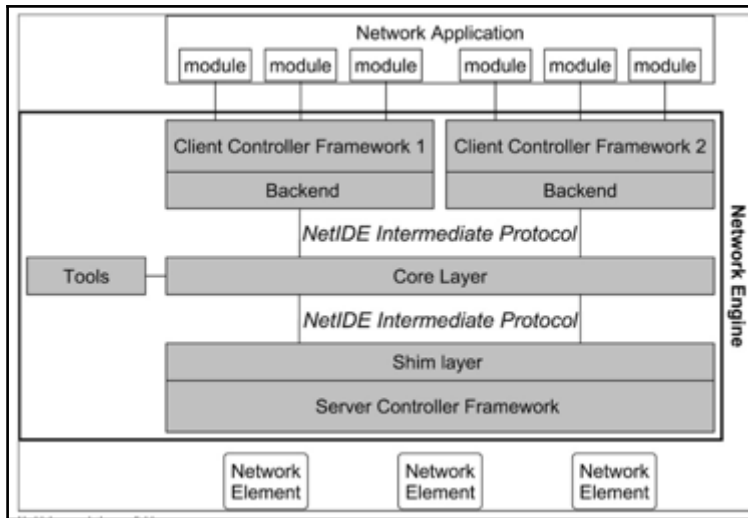 Network Application
module module module module module module
Client Controller Framework 1 Client Controller Framework 2
Backend Backend
NetIDE Intermediate Protocol
Tools Core Layer
NetIDE Intermediate Protocol
Shim layer
Server Controller Framework
Network Engine
Network Element
Network Element
Network Element